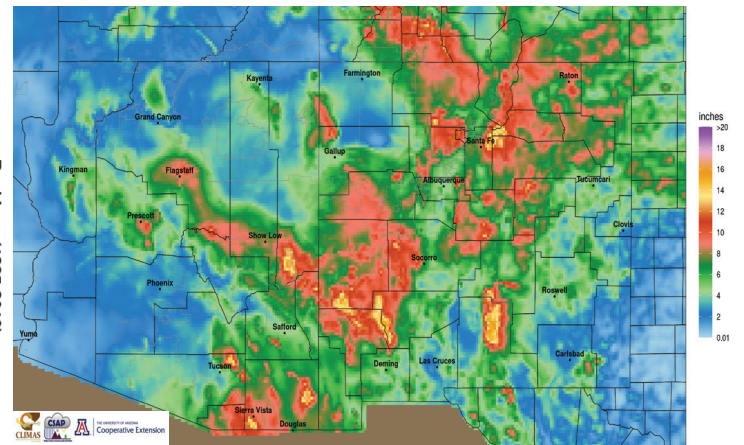 Kayenta
Farmington
Raton
Grand Canyon
Gallup
Santa Fe
Kingman
Flagstaff
Albuquerque
Tucumcari
Prescott
Show Low
Clovis
Socorro
Phoenix
Roswell
Yuma
Safford
Tucson
Deming
Las Cruces
Carlsbad
Sierra Vista
Douglas
inches
>20
18
16
14
12
10
8
6
4
2
0.01
CLIMAS
CSAP
THE UNIVERSITY OF ARIZONA
Cooperative Extension